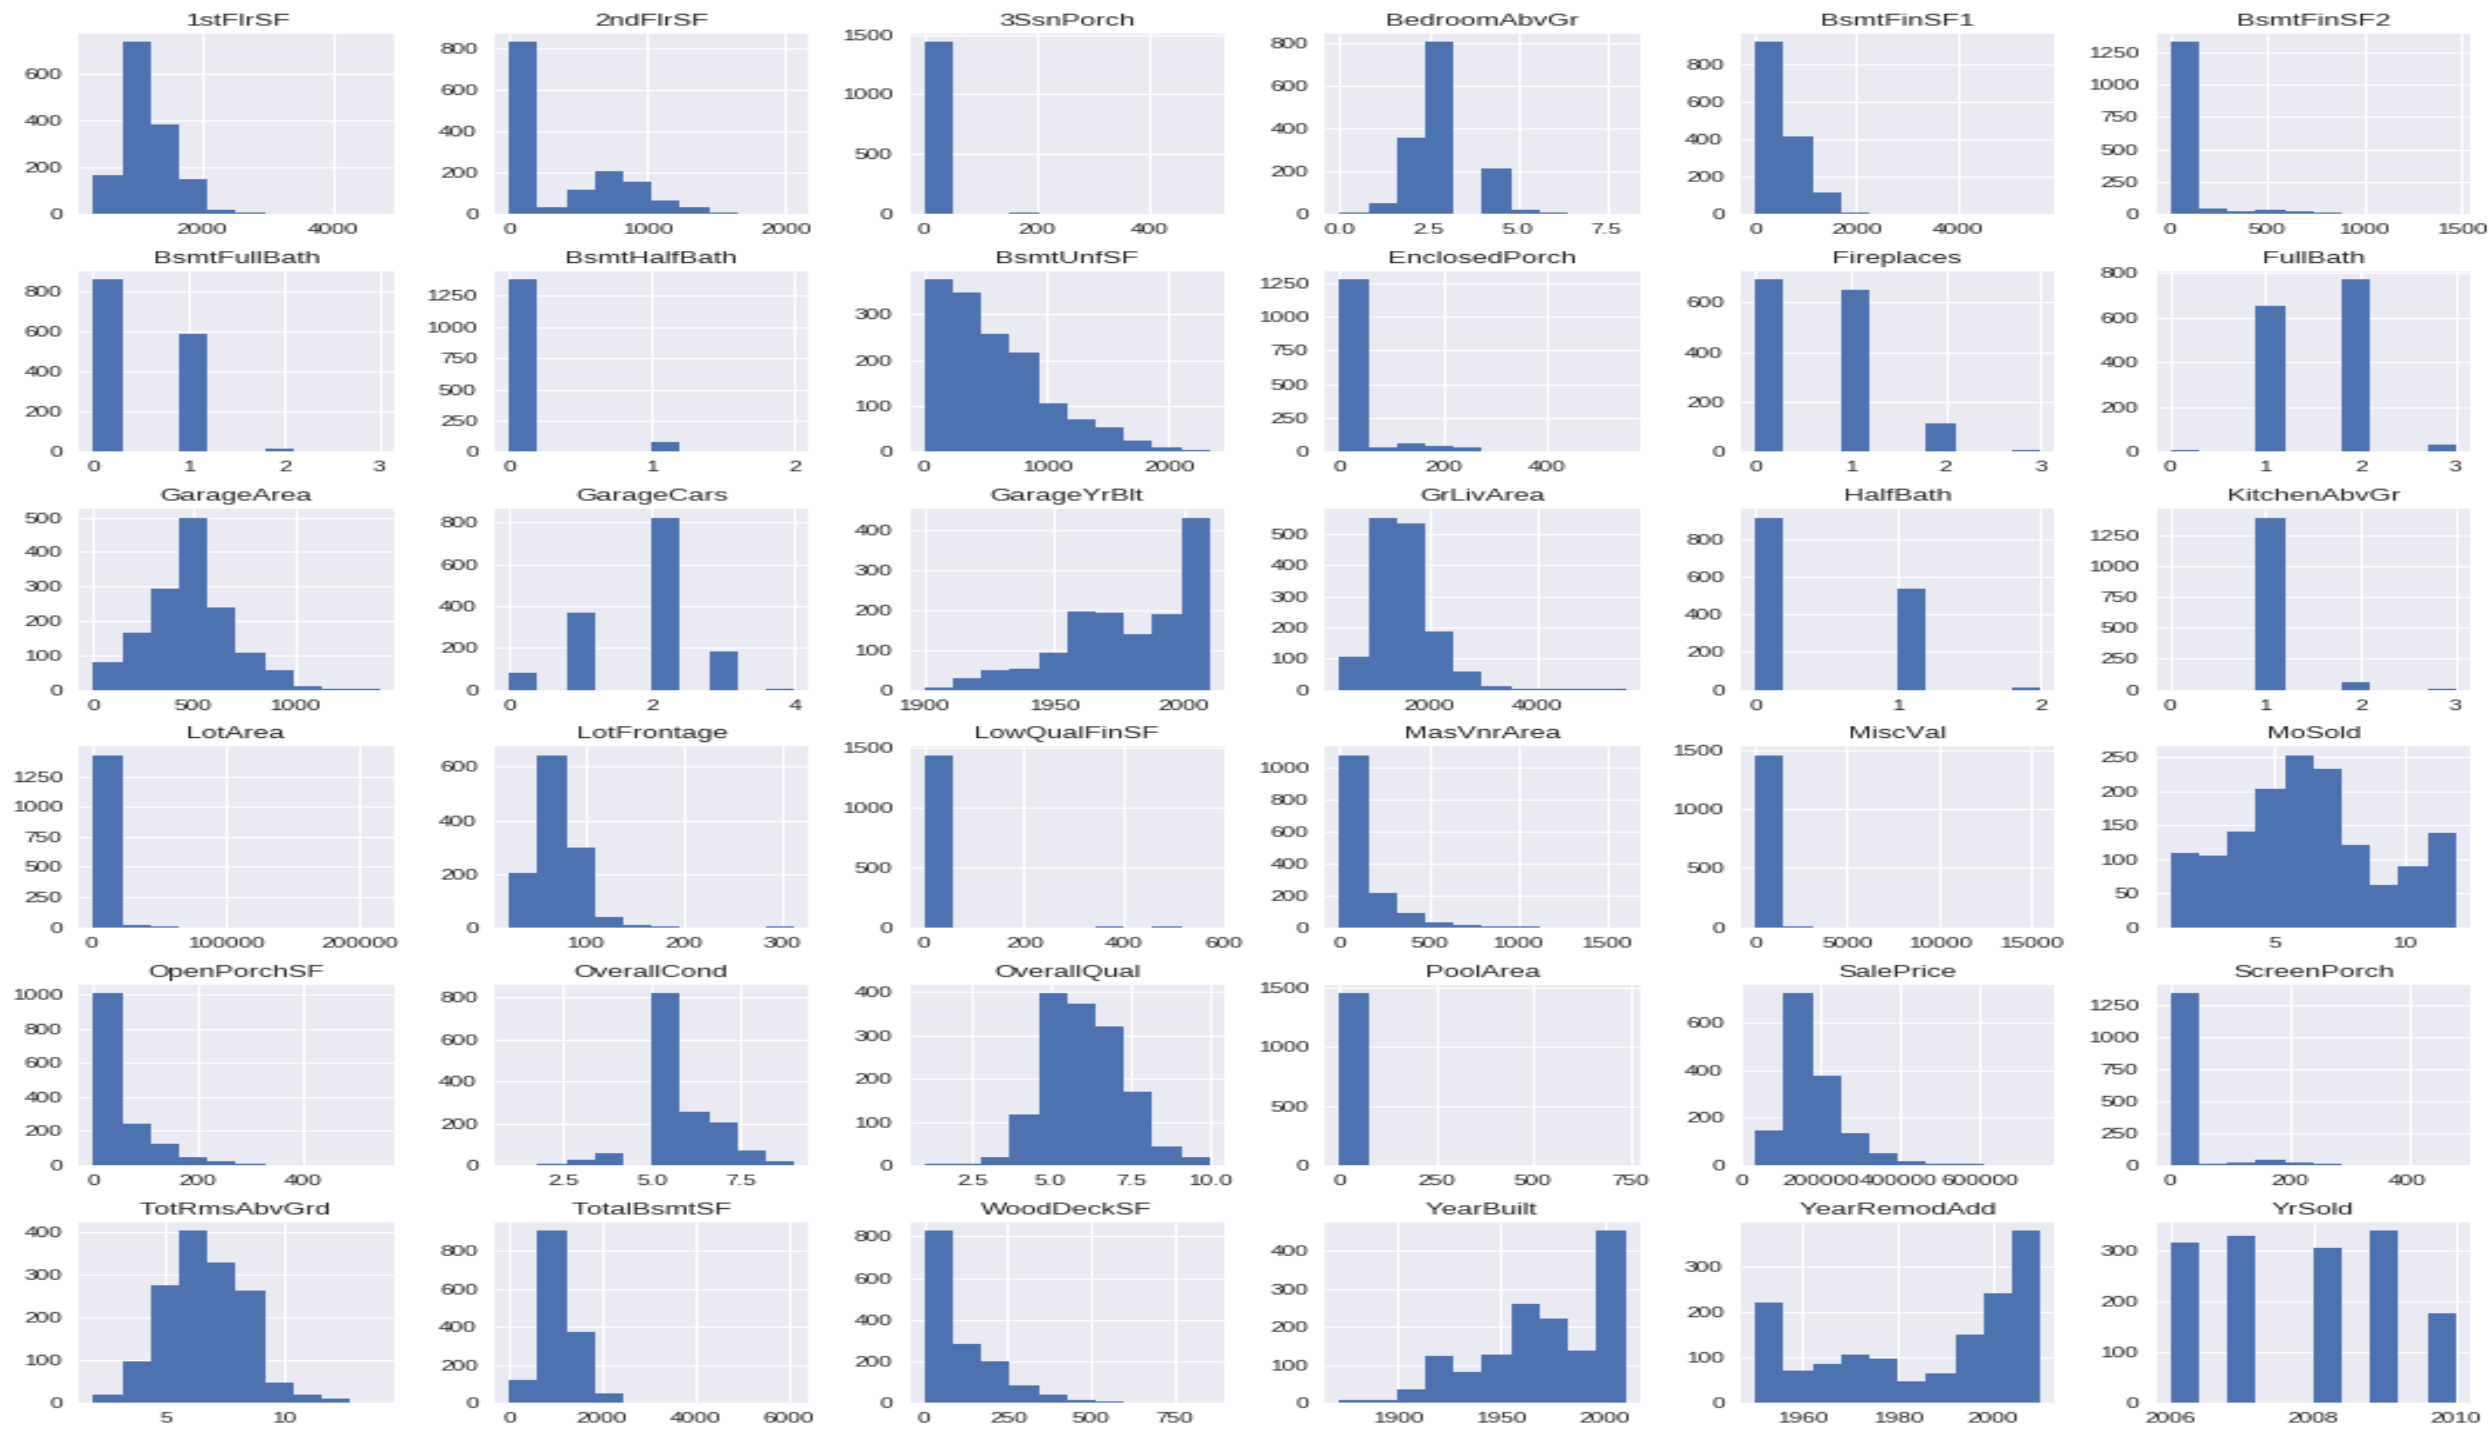 1stFlrSF 2ndFlrSF 3SsnPorch BedroomAbvGr BsmtFinSF1 BsmtFinSF2
600 400 200 0
2000 4000
800 600 400 200 0
0 1000 2000
1500 1000 500 0
0 200 400
800 600 400 200 0
0.0 2.5 5.0 7.5
800 600 400 200 0
0 2000 4000
1250 1000 750 500 250 0
0 500 1000 1500
BsmtFullBath BsmtHalfBath BsmtUnfSF EnclosedPorch Fireplaces FullBath
800 600 400 200 0
0 1 2 3
1250 1000 750 500 250 0
0 1 2
300 200 100 0
0 1000 2000
1250 1000 750 500 250 0
0 200 400
600 400 200 0
0 1 2 3
800 600 400 200 0
0 1 2 3
GarageArea GarageCars GarageYrBlt GrLivArea HalfBath KitchenAbvGr
500 400 300 200 100 0
0 500 1000
800 600 400 200 0
0 2 4
400 300 200 100 0
1900 1950 2000
500 400 300 200 100 0
2000 4000
800 600 400 200 0
0 1 2
1250 1000 750 500 250 0
0 1 2 3
LotArea LotFrontage LowQualFinSF MasVnrArea MiscVal MoSold
1250 1000 750 500 250 0
0 100000 200000
600 400 200 0
100 200 300
1500 1000 500 0
0 200 400 600
1000 800 600 400 200 0
0 500 1000 1500
1500 1000 500 0
0 5000 10000 15000
250 200 150 100 50 0
5 10
OpenPorchSF OverallCond OverallQual PoolArea SalePrice ScreenPorch
1000 800 600 400 200 0
0 200 400
800 600 400 200 0
2.5 5.0 7.5
400 300 200 100 0
2.5 5.0 7.5 10.0
1500 1000 500 0
0 250 500 750
600 400 200 0
0 200000 400000 600000
1250 1000 750 500 250 0
0 200 400
TotRmsAbvGrd TotalBsmtSF WoodDeckSF YearBuilt YearRemodAdd YrSold
400 300 200 100 0
5 10
800 600 400 200 0
0 2000 4000 6000
800 600 400 200 0
0 250 500 750
400 300 200 100 0
1900 1950 2000
300 200 100 0
1960 1980 2000
300 200 100 0
2006 2008 2010